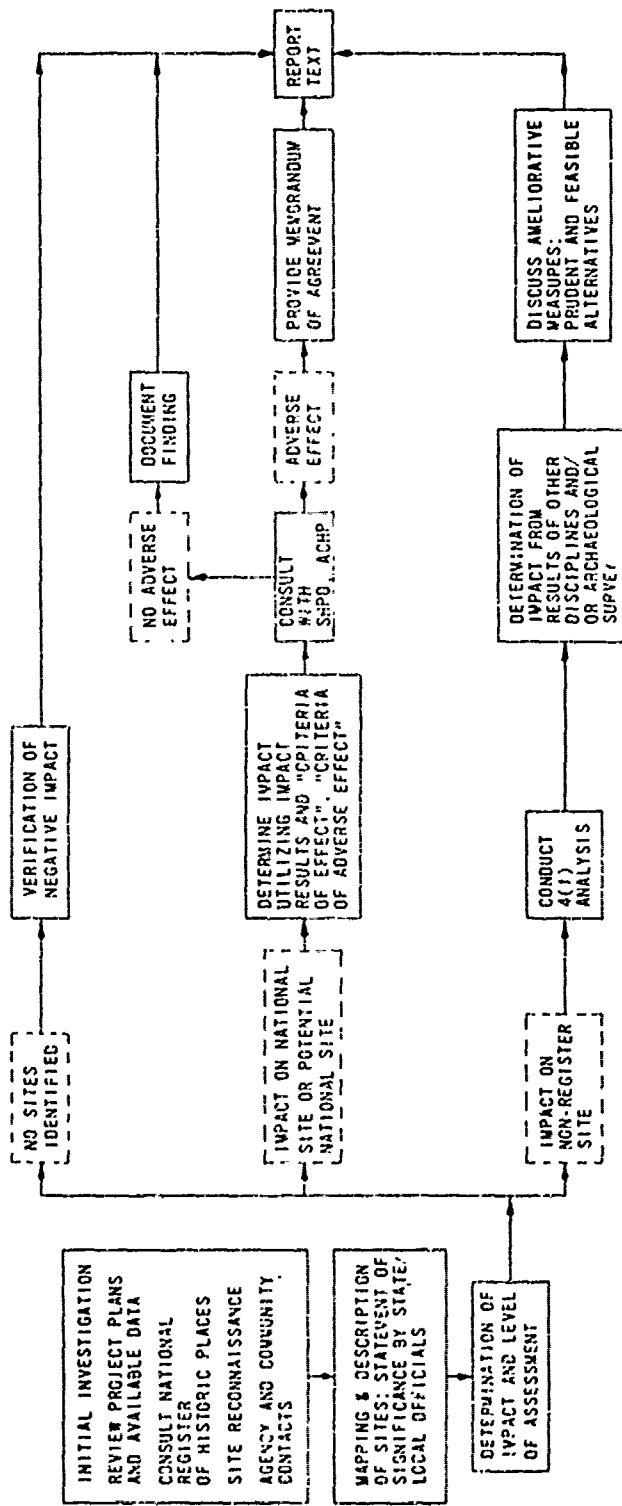 INITIAL INVESTIGATION
REVIEW PROJECT PLANS
AND AVAILABLE DATA
CONSULT NATIONAL
REGISTER
OF HISTORIC PLACES
SITE RECONNAISSANCE
AGENCY AND COMMUNITY
CONTACTS
MAPPING & DESCRIPTION
OF SITES: STATEMENT OF
SIGNIFICANCE BY STATE/
LOCAL OFFICIALS
DETERMINATION OF
IMPACT AND LEVEL
OF ASSESSMENT
NO SITES
IDENTIFIED
VERIFICATION OF
NEGATIVE IMPACT
IMPACT ON NATIONAL
SITE OR POTENTIAL
NATIONAL SITE
DETERMINE IMPACT
UTILIZING IMPACT
RESULTS AND "CRITERIA
OF EFFECT", "CRITERIA
OF ADVERSE EFFECT"
CONSULT
WITH
SHPO, ACHP
NO ADVERSE
EFFECT
DOCUMENT
FINDING
ADVERSE
EFFECT
PROVIDE MEMORANDUM
OF AGREEMENT
REPORT
TEXT
IMPACT ON
NON-REGISTER
SITE
CONDUCT
4(f)
ANALYSIS
DETERMINATION OF
IMPACT FROM
RESULTS OF OTHER
DISCIPLINES AND/
OR ARCHAEOLOGICAL
SURVEY
DISCUSS AMELIORATIVE
MEASURES:
PRUDENT AND FEASIBLE
ALTERNATIVES